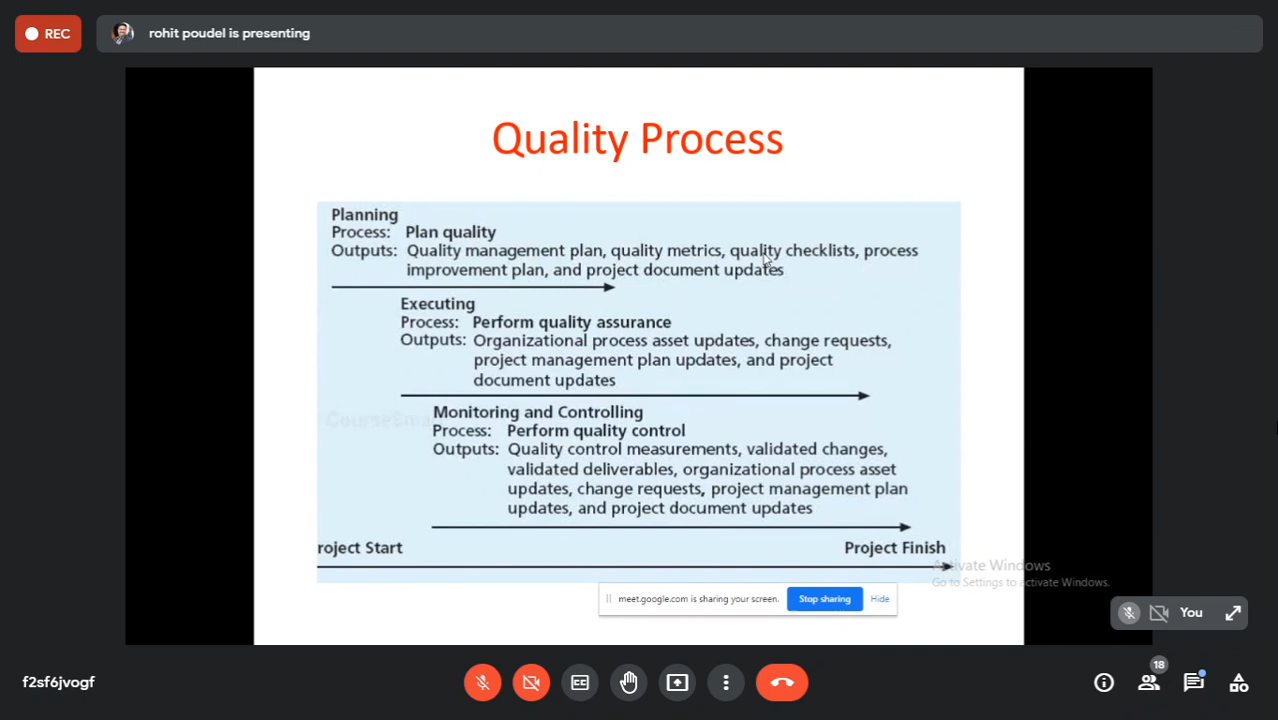 REC
rohit poudel is presenting
Quality Process
Planning
Process: Plan quality
Outputs: Quality management plan, quality metrics, quality checklists, process
improvement plan, and project document updates
Executing
Process: Perform quality assurance
Outputs: Organizational process asset updates, change requests,
project management plan updates, and project
document updates
Monitoring and Controlling
Process: Perform quality control
Outputs: Quality control measurements, validated changes,
validated deliverables, organizational process asset
updates, change requests, project management plan
updates, and project document updates
roject Start
Project Finish
Activate Windows
Go to Settings to activate Windows.
meet.google.com is sharing your screen.
Stop sharing
Hide
You
f2sf6jvogf
CC
18